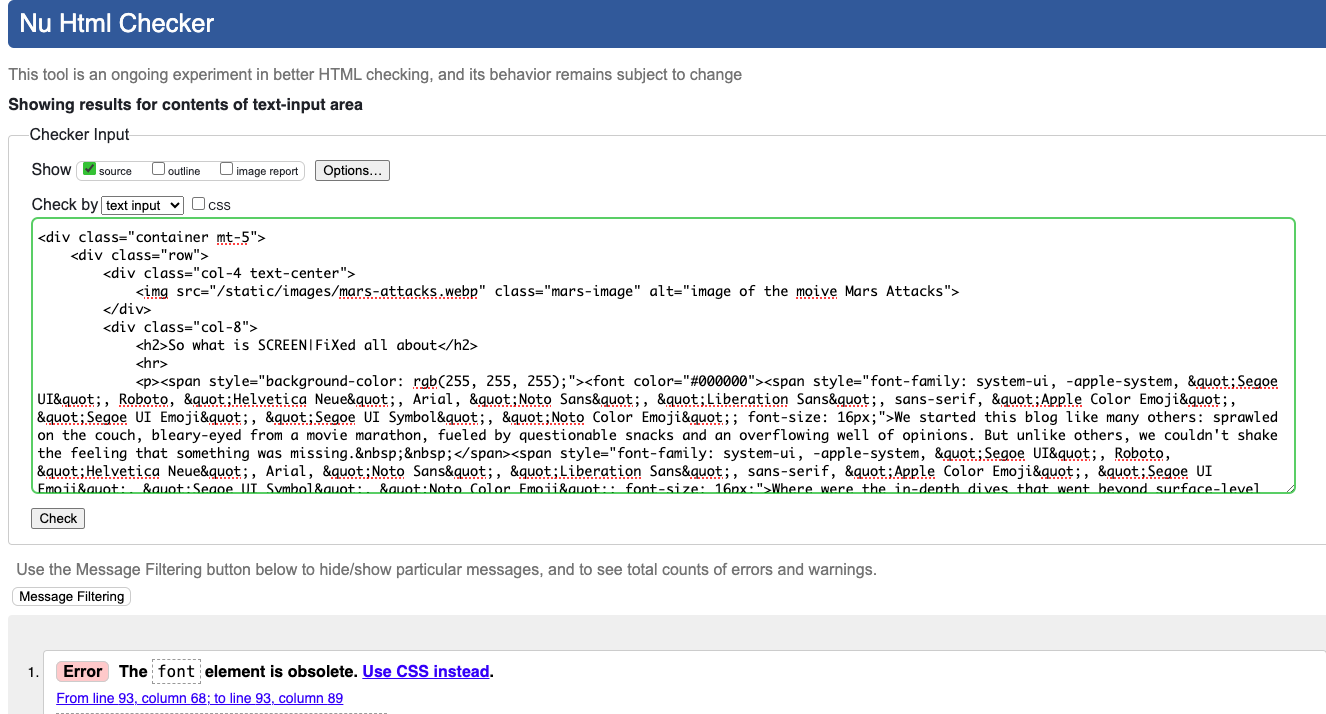 Nu Html Checker
This tool is an ongoing experiment in better HTML checking, and its behavior remains subject to change
Showing results for contents of text-input area
Checker Input
Show source outline image report Options...
Check by text input css
<div class="container mt-5">
<div class="row">
<div class="col-4 text-center">
<img src="/static/images/mars-attacks.webp" class="mars-image" alt="image of the moive Mars Attacks">
</div>
<div class="col-8">
<h2>So what is SCREEN|FiXed all about</h2>
<hr>
<p><span style="background-color: rgb(255, 255, 255);"><font color="#000000"><span style="font-family: system-ui, -apple-system, &quot;Segoe
UI&quot;, Roboto, &quot;Helvetica Neue&quot;, Arial, &quot;Noto Sans&quot;, &quot;Liberation Sans&quot;, sans-serif, &quot;Apple Color Emoji&quot;,
&quot;Segoe UI Emoji&quot;, &quot;Segoe UI Symbol&quot;, &quot;Noto Color Emoji&quot;; font-size: 16px;">We started this blog like many others: sprawled
on the couch, bleary-eyed from a movie marathon, fueled by questionable snacks and an overflowing well of opinions. But unlike others, we couldn't shake
the feeling that something was missing.&nbsp;&nbsp;</span><span style="font-family: system-ui, -apple-system, &quot;Segoe UI&quot;, Roboto,
&quot;Helvetica Neue&quot;, Arial, &quot;Noto Sans&quot;, &quot;Liberation Sans&quot;, sans-serif, &quot;Apple Color Emoji&quot;, &quot;Segoe UI
Emoji&quot;, &quot;Segoe UI Symbol&quot;, &quot;Noto Color Emoji&quot;; font-size: 16px;">Where were the in-depth dives that went beyond surface-level
Check
Use the Message Filtering button below to hide/show particular messages, and to see total counts of errors and warnings.
Message Filtering
1. Error The font element is obsolete. Use CSS instead.
From line 93, column 68; to line 93, column 89